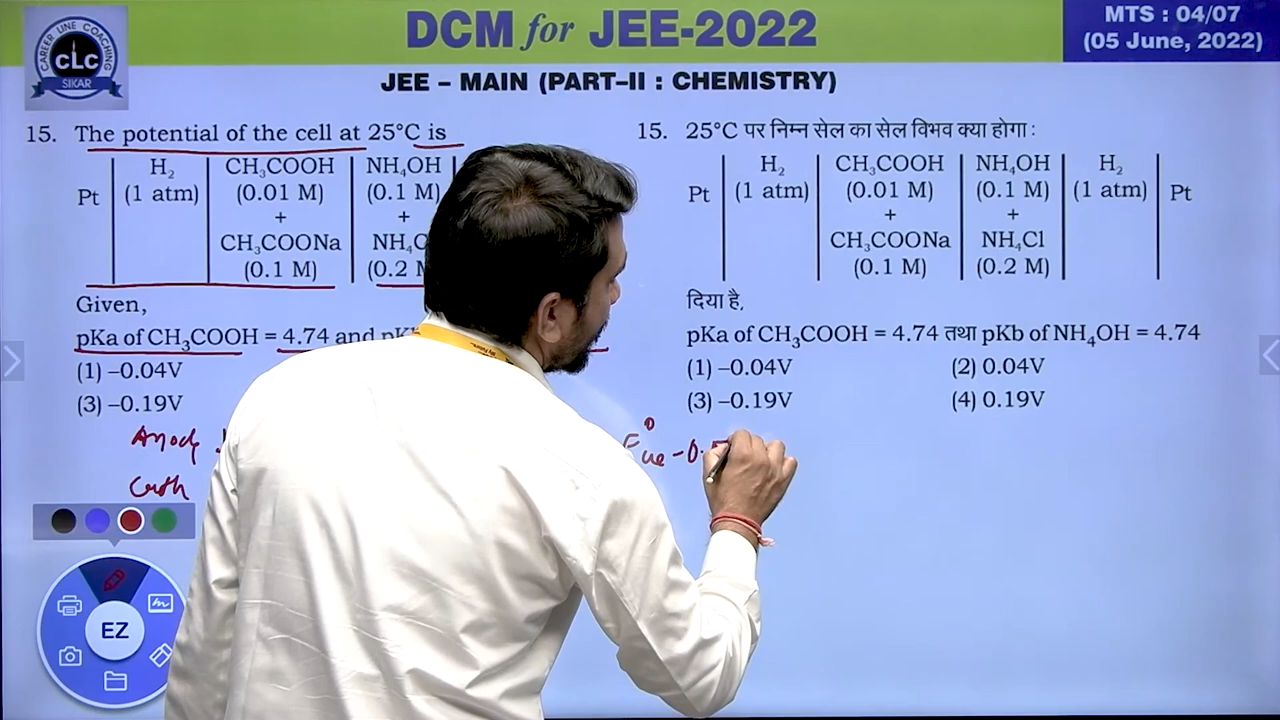 DCM for JEE-2022
MTS : 04/07
(05 June, 2022)
CAREER LINE COACHING
CLC
SIKAR
JEE – MAIN (PART–II : CHEMISTRY)
15. The potential of the cell at 25°C is
Pt | H₂ (1 atm) | CH₃COOH (0.01 M) + CH₃COONa (0.1 M) | NH₄OH (0.1 M) +
Given,
pKa of CH₃COOH = 4.74 and
(1) –0.04V
(3) –0.19V
15. 25°C पर निम्न सेल का सेल विभव क्या होगा :
Pt | H₂ (1 atm) | CH₃COOH (0.01 M) + CH₃COONa (0.1 M) | NH₄OH (0.1 M) + NH₄Cl (0.2 M) | H₂ (1 atm) | Pt
दिया है,
pKa of CH₃COOH = 4.74 तथा pKb of NH₄OH = 4.74
(1) –0.04V (2) 0.04V
(3) –0.19V (4) 0.19V
EZ